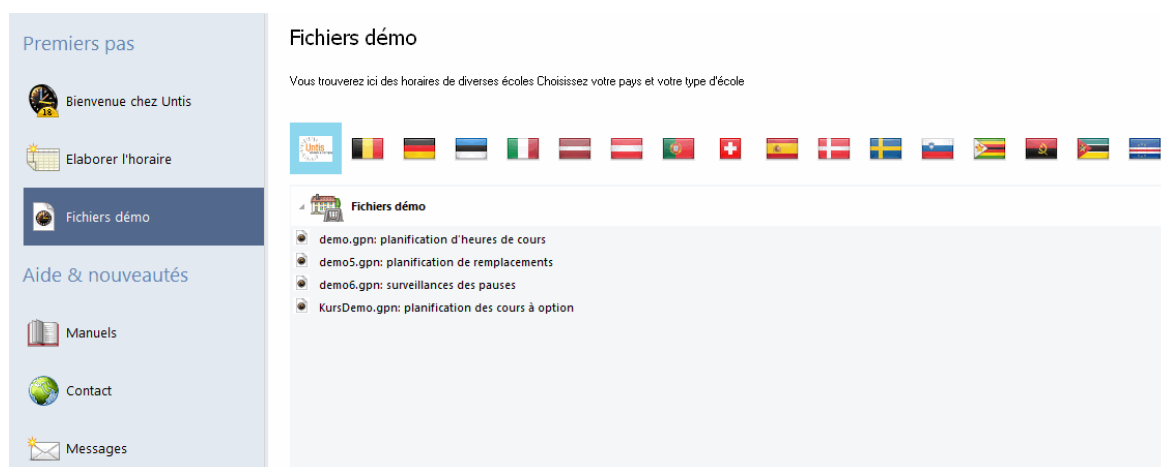 Premiers pas
Bienvenue chez Untis
Elaborer l'horaire
Fichiers démo
Aide & nouveautés
Manuels
Contact
Messages
Fichiers démo
Vous trouverez ici des horaires de diverses écoles Choisissez votre pays et votre type d'école
Untis
Fichiers démo
demo.gpn: planification d'heures de cours
demo5.gpn: planification de remplacements
demo6.gpn: surveillances des pauses
KursDemo.gpn: planification des cours à option